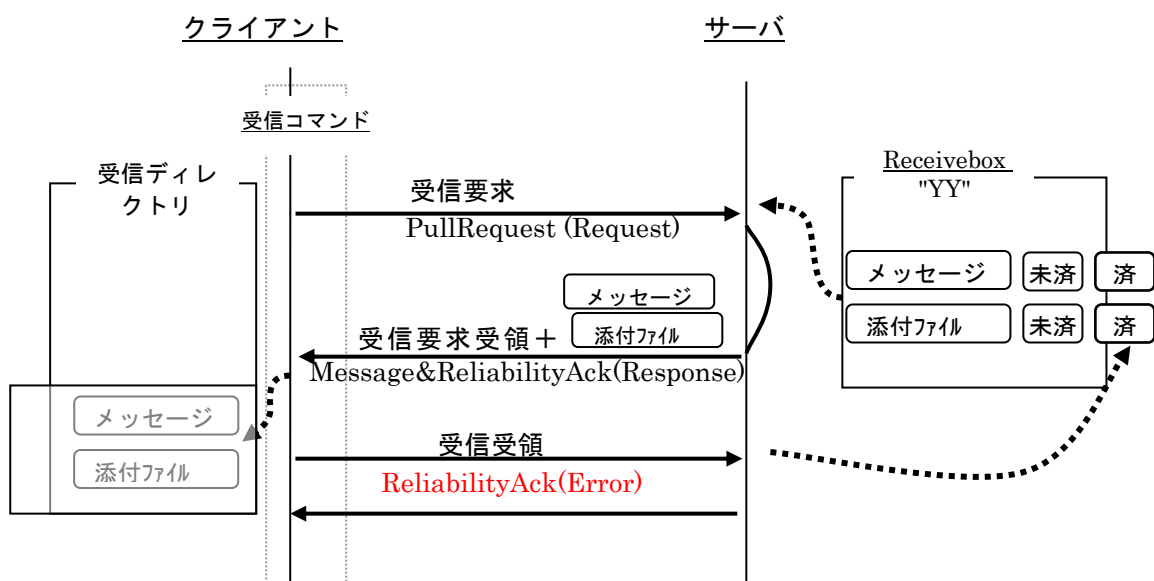 クライアント
サーバ
受信コマンド
受信ディレ
クトリ
Receivebox
"YY"
受信要求
PullRequest (Request)
メッセージ
未済
済
添付ファイル
未済
済
メッセージ
添付ファイル
受信要求受領＋
Message&ReliabilityAck(Response)
メッセージ
添付ファイル
受信受領
ReliabilityAck(Error)